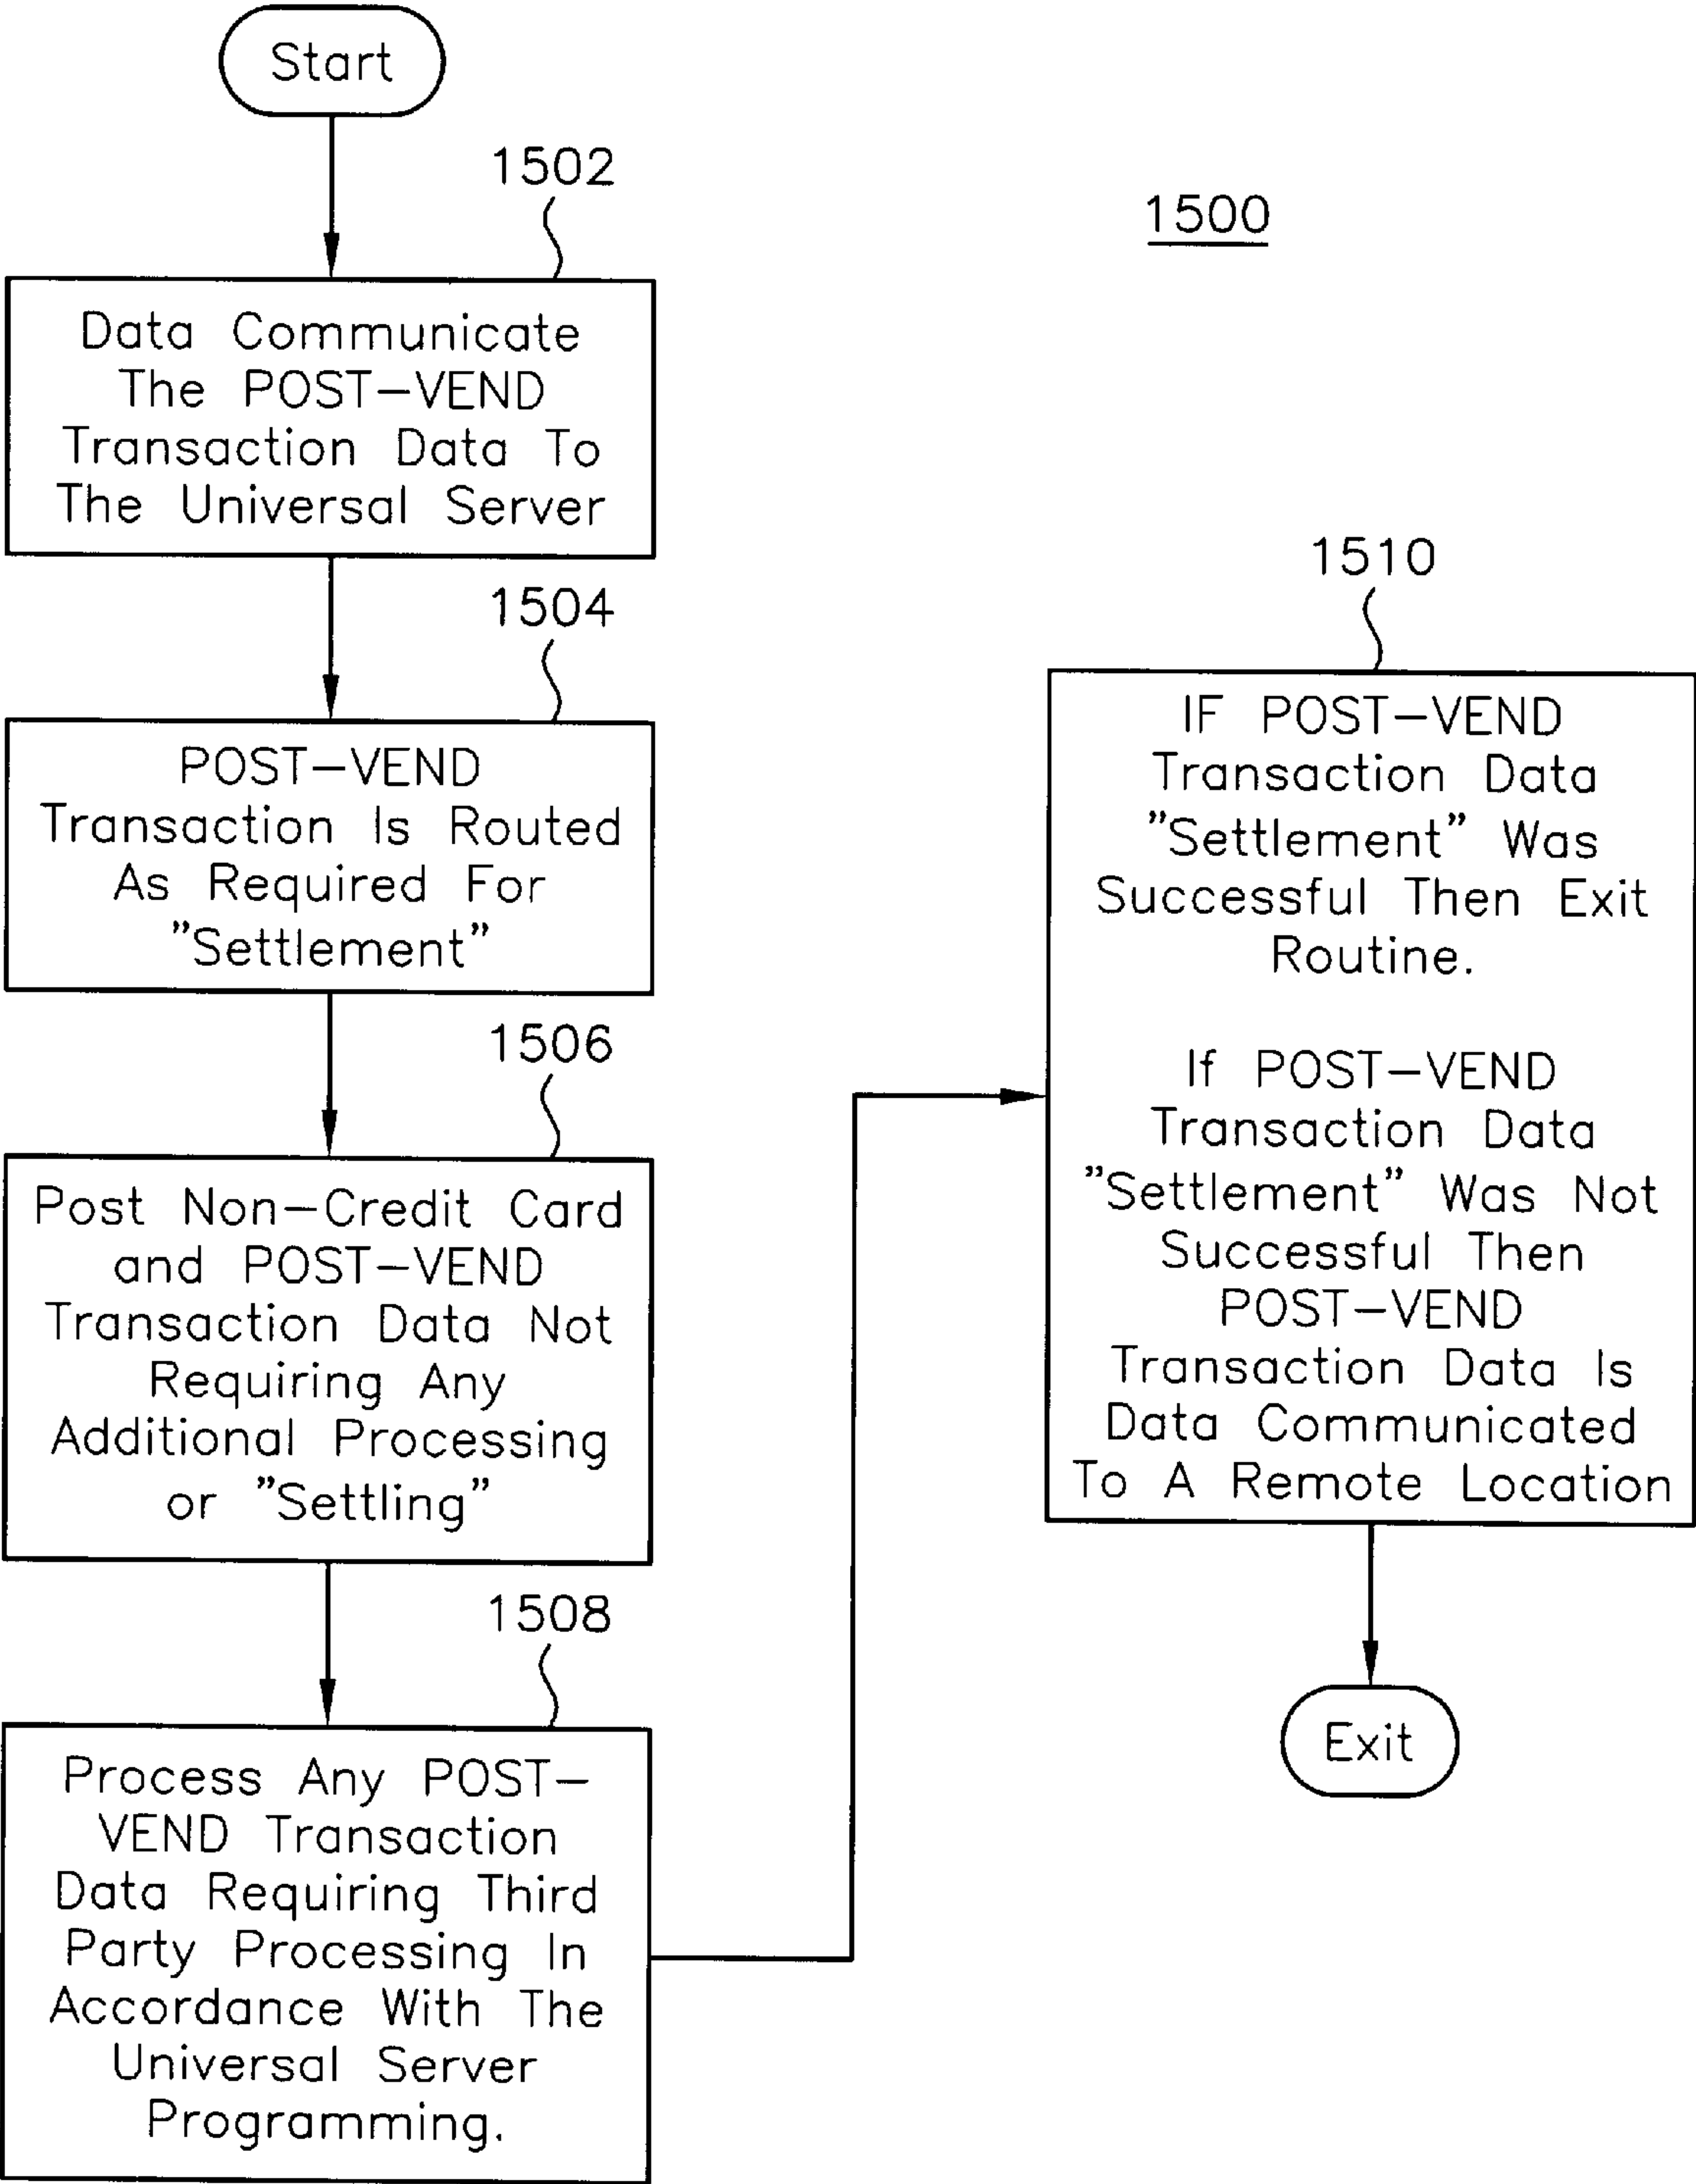 Start
1502
Data Communicate
The POST–VEND
Transaction Data To
The Universal Server
1504
POST–VEND
Transaction Is Routed
As Required For
"Settlement"
1506
Post Non–Credit Card
and POST–VEND
Transaction Data Not
Requiring Any
Additional Processing
or "Settling"
1508
Process Any POST–
VEND Transaction
Data Requiring Third
Party Processing In
Accordance With The
Universal Server
Programming.
1500
1510
IF POST–VEND
Transaction Data
"Settlement" Was
Successful Then Exit
Routine.
If POST–VEND
Transaction Data
"Settlement" Was Not
Successful Then
POST–VEND
Transaction Data Is
Data Communicated
To A Remote Location
Exit